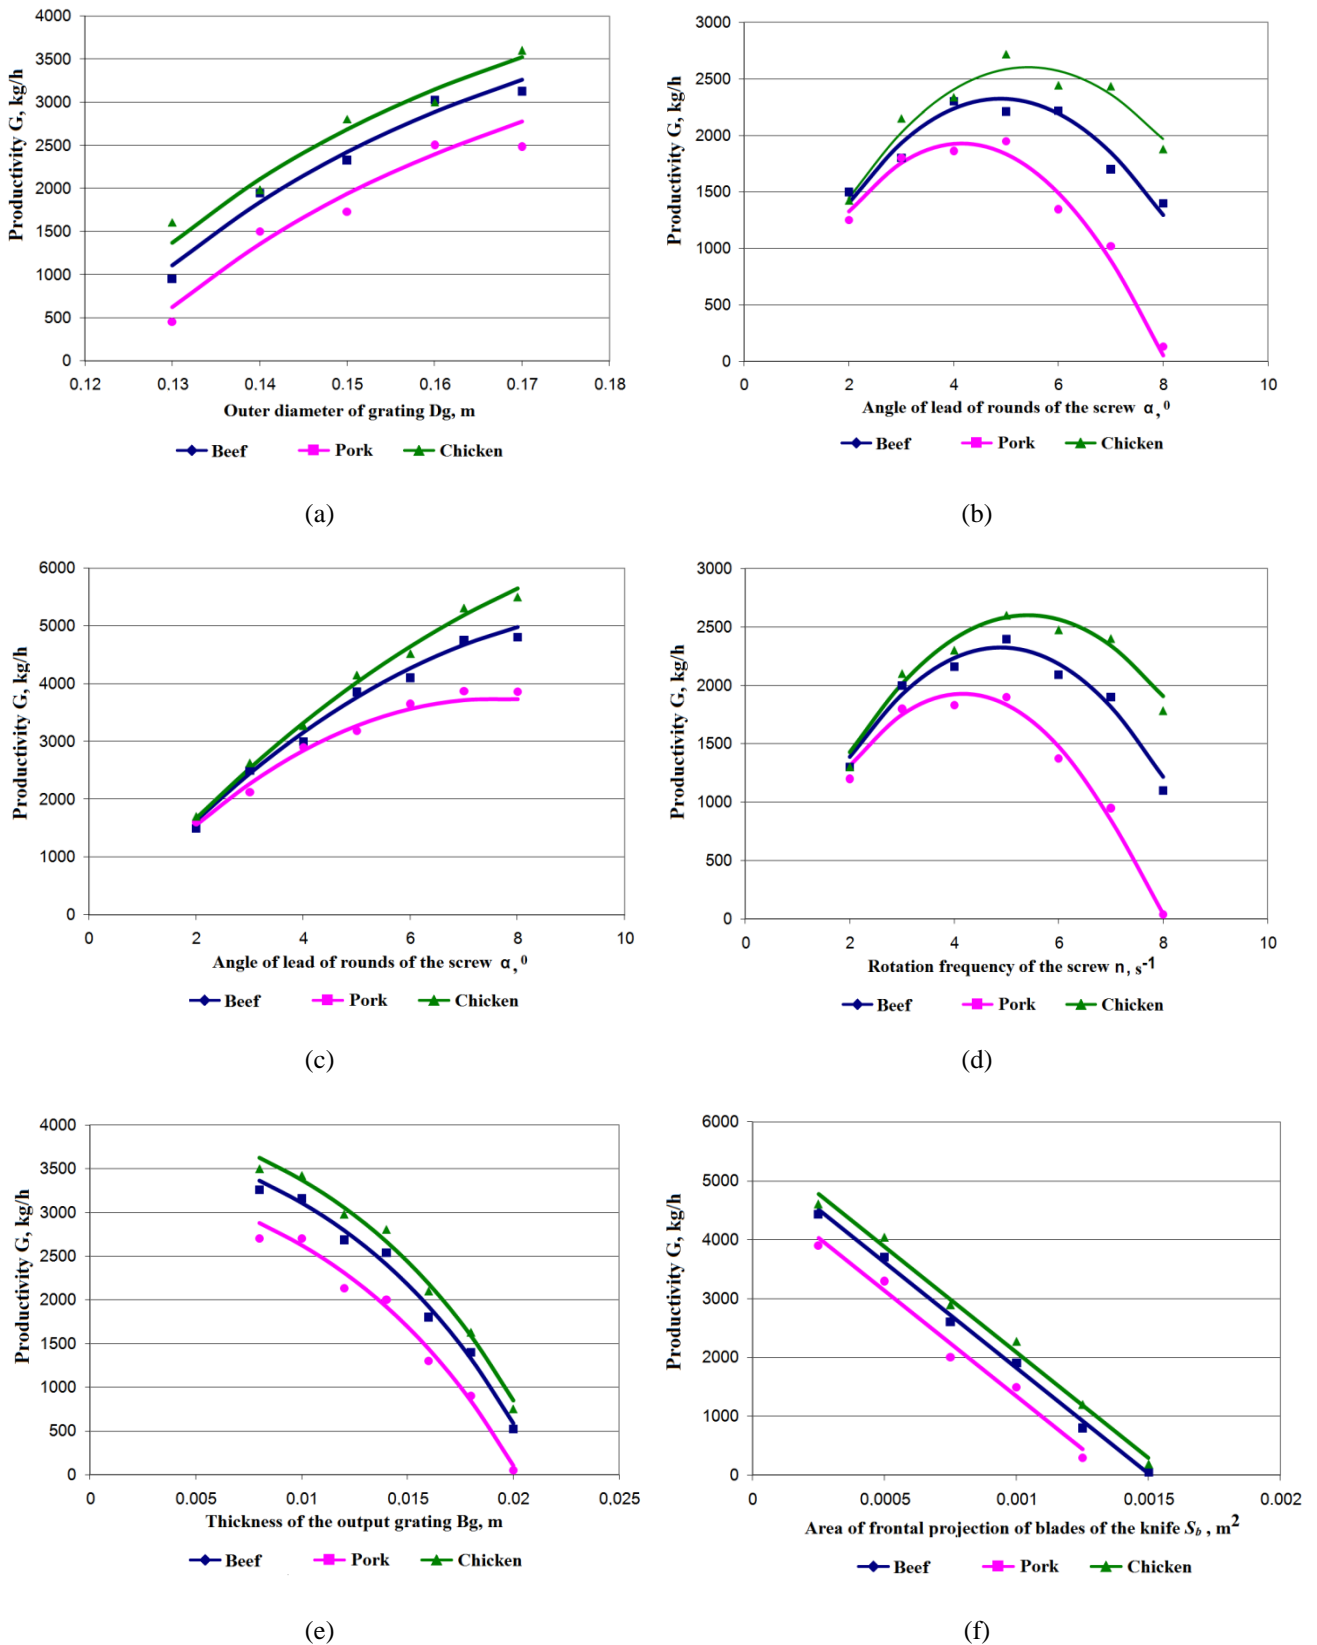 4000
3500
3000
2500
2000
1500
1000
500
0
0.12 0.13 0.14 0.15 0.16 0.17 0.18
Productivity G, kg/h
Outer diameter of grating Dg, m
Beef Pork Chicken
(a)
3000
2500
2000
1500
1000
500
0
0 2 4 6 8 10
Productivity G, kg/h
Angle of lead of rounds of the screw α, ⁰
Beef Pork Chicken
(b)
6000
5000
4000
3000
2000
1000
0
0 2 4 6 8 10
Productivity G, kg/h
Angle of lead of rounds of the screw α, ⁰
Beef Pork Chicken
(c)
3000
2500
2000
1500
1000
500
0
0 2 4 6 8 10
Productivity G, kg/h
Rotation frequency of the screw n, s⁻¹
Beef Pork Chicken
(d)
4000
3500
3000
2500
2000
1500
1000
500
0
0 0.005 0.01 0.015 0.02 0.025
Productivity G, kg/h
Thickness of the output grating Bg, m
Beef Pork Chicken
(e)
6000
5000
4000
3000
2000
1000
0
0 0.0005 0.001 0.0015 0.002
Productivity G, kg/h
Area of frontal projection of blades of the knife S_b , m²
Beef Pork Chicken
(f)